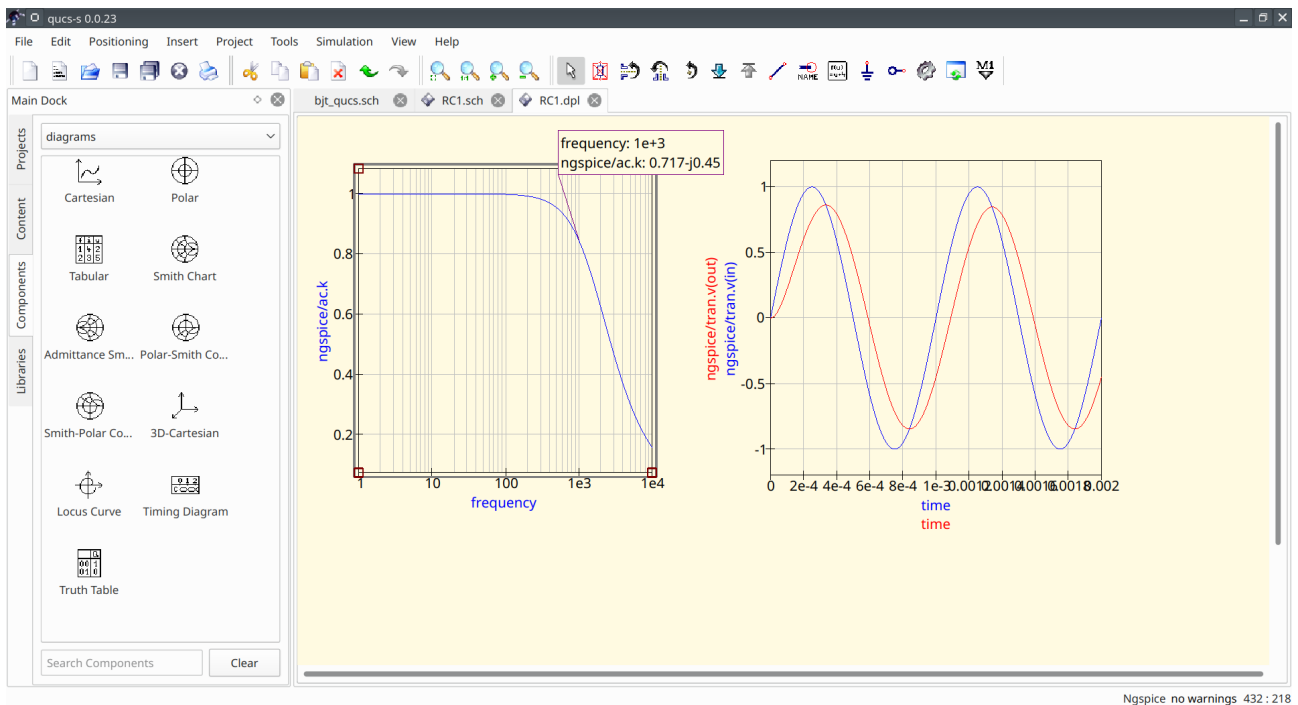 qucs-s 0.0.23
File Edit Positioning Insert Project Tools Simulation View Help
NAME
M1
Main Dock
bjt_qucs.sch RC1.sch RC1.dpl
Projects
Content
Components
Libraries
diagrams
Cartesian Polar
Tabular Smith Chart
Admittance Sm... Polar-Smith Co...
Smith-Polar Co... 3D-Cartesian
Locus Curve Timing Diagram
Truth Table
Search Components Clear
frequency: 1e+3
ngspice/ac.k: 0.717-j0.45
1
0.8
0.6
0.4
0.2
ngspice/ac.k
1 10 100 1e3 1e4
frequency
1
0.5
0
-0.5
-1
ngspice/tran.v(out)
ngspice/tran.v(in)
0 2e-4 4e-4 6e-4 8e-4 1e-3 0.0012 0.0014 0.0016 0.0018 0.002
time
time
Ngspice no warnings 432 : 218